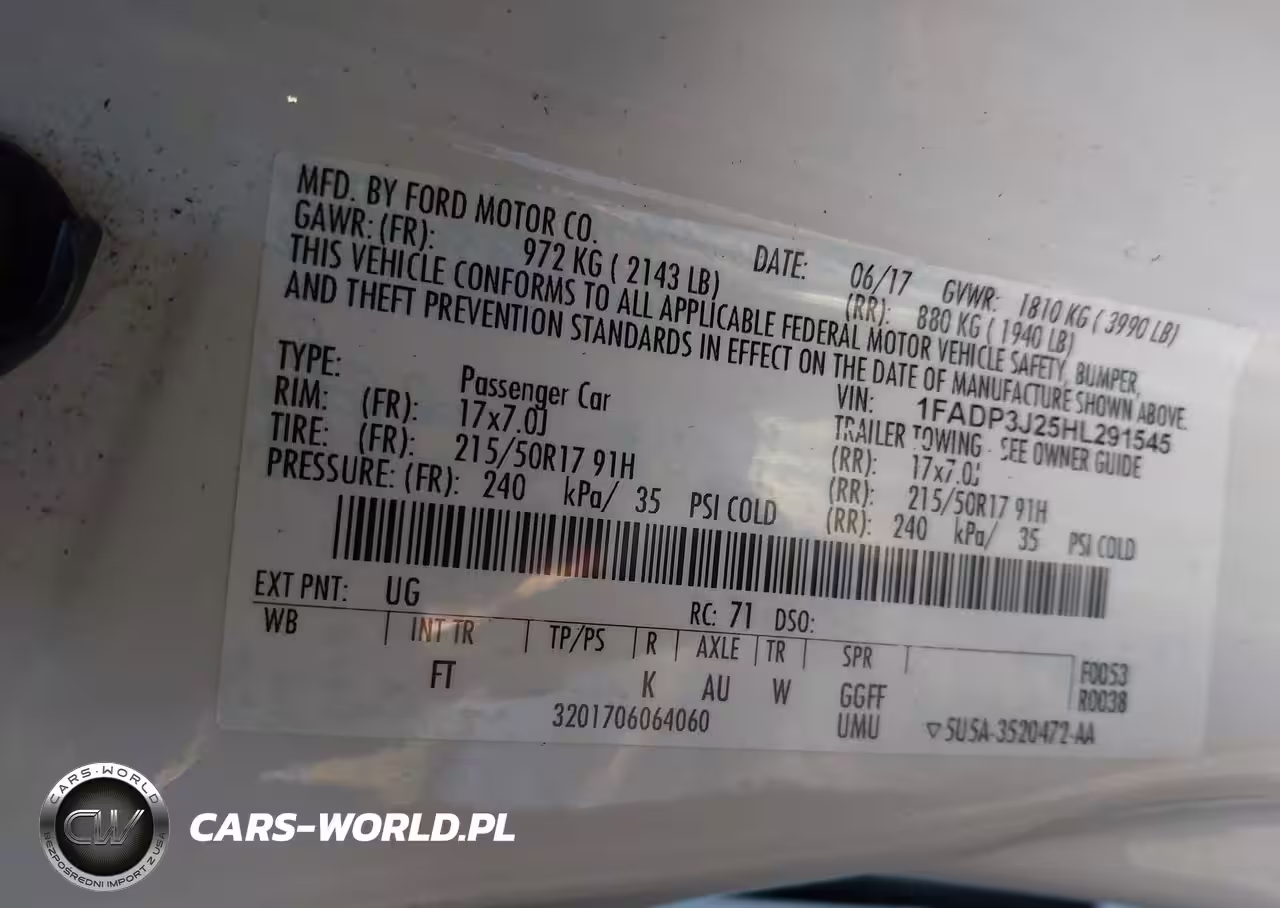 MFD. BY FORD MOTOR CO. DATE: 06/17 GVWR: 1810 KG ( 3990 LB)
GAWR: (FR): 972 KG ( 2143 LB) (RR): 880 KG ( 1940 LB)
THIS VEHICLE CONFORMS TO ALL APPLICABLE FEDERAL MOTOR VEHICLE SAFETY, BUMPER,
AND THEFT PREVENTION STANDARDS IN EFFECT ON THE DATE OF MANUFACTURE SHOWN ABOVE.
VIN: 1FADP3J25HL291545
TYPE: Passenger Car TRAILER TOWING - SEE OWNER GUIDE
RIM: (FR): 17x7.0J (RR): 17x7.0J
TIRE: (FR): 215/50R17 91H (RR): 215/50R17 91H
PRESSURE: (FR): 240 kPa/ 35 PSI COLD (RR): 240 kPa/ 35 PSI COLD
EXT PNT: UG RC: 71 DSO:
WB INT TR TP/PS R AXLE TR SPR F0053
FT K AU W GGFF R0038
3201706064060 UMU ▽5U5A-3520472-AA
CARS-WORLD
CW
BEZPOŚREDNI IMPORT Z USA
CARS-WORLD.PL